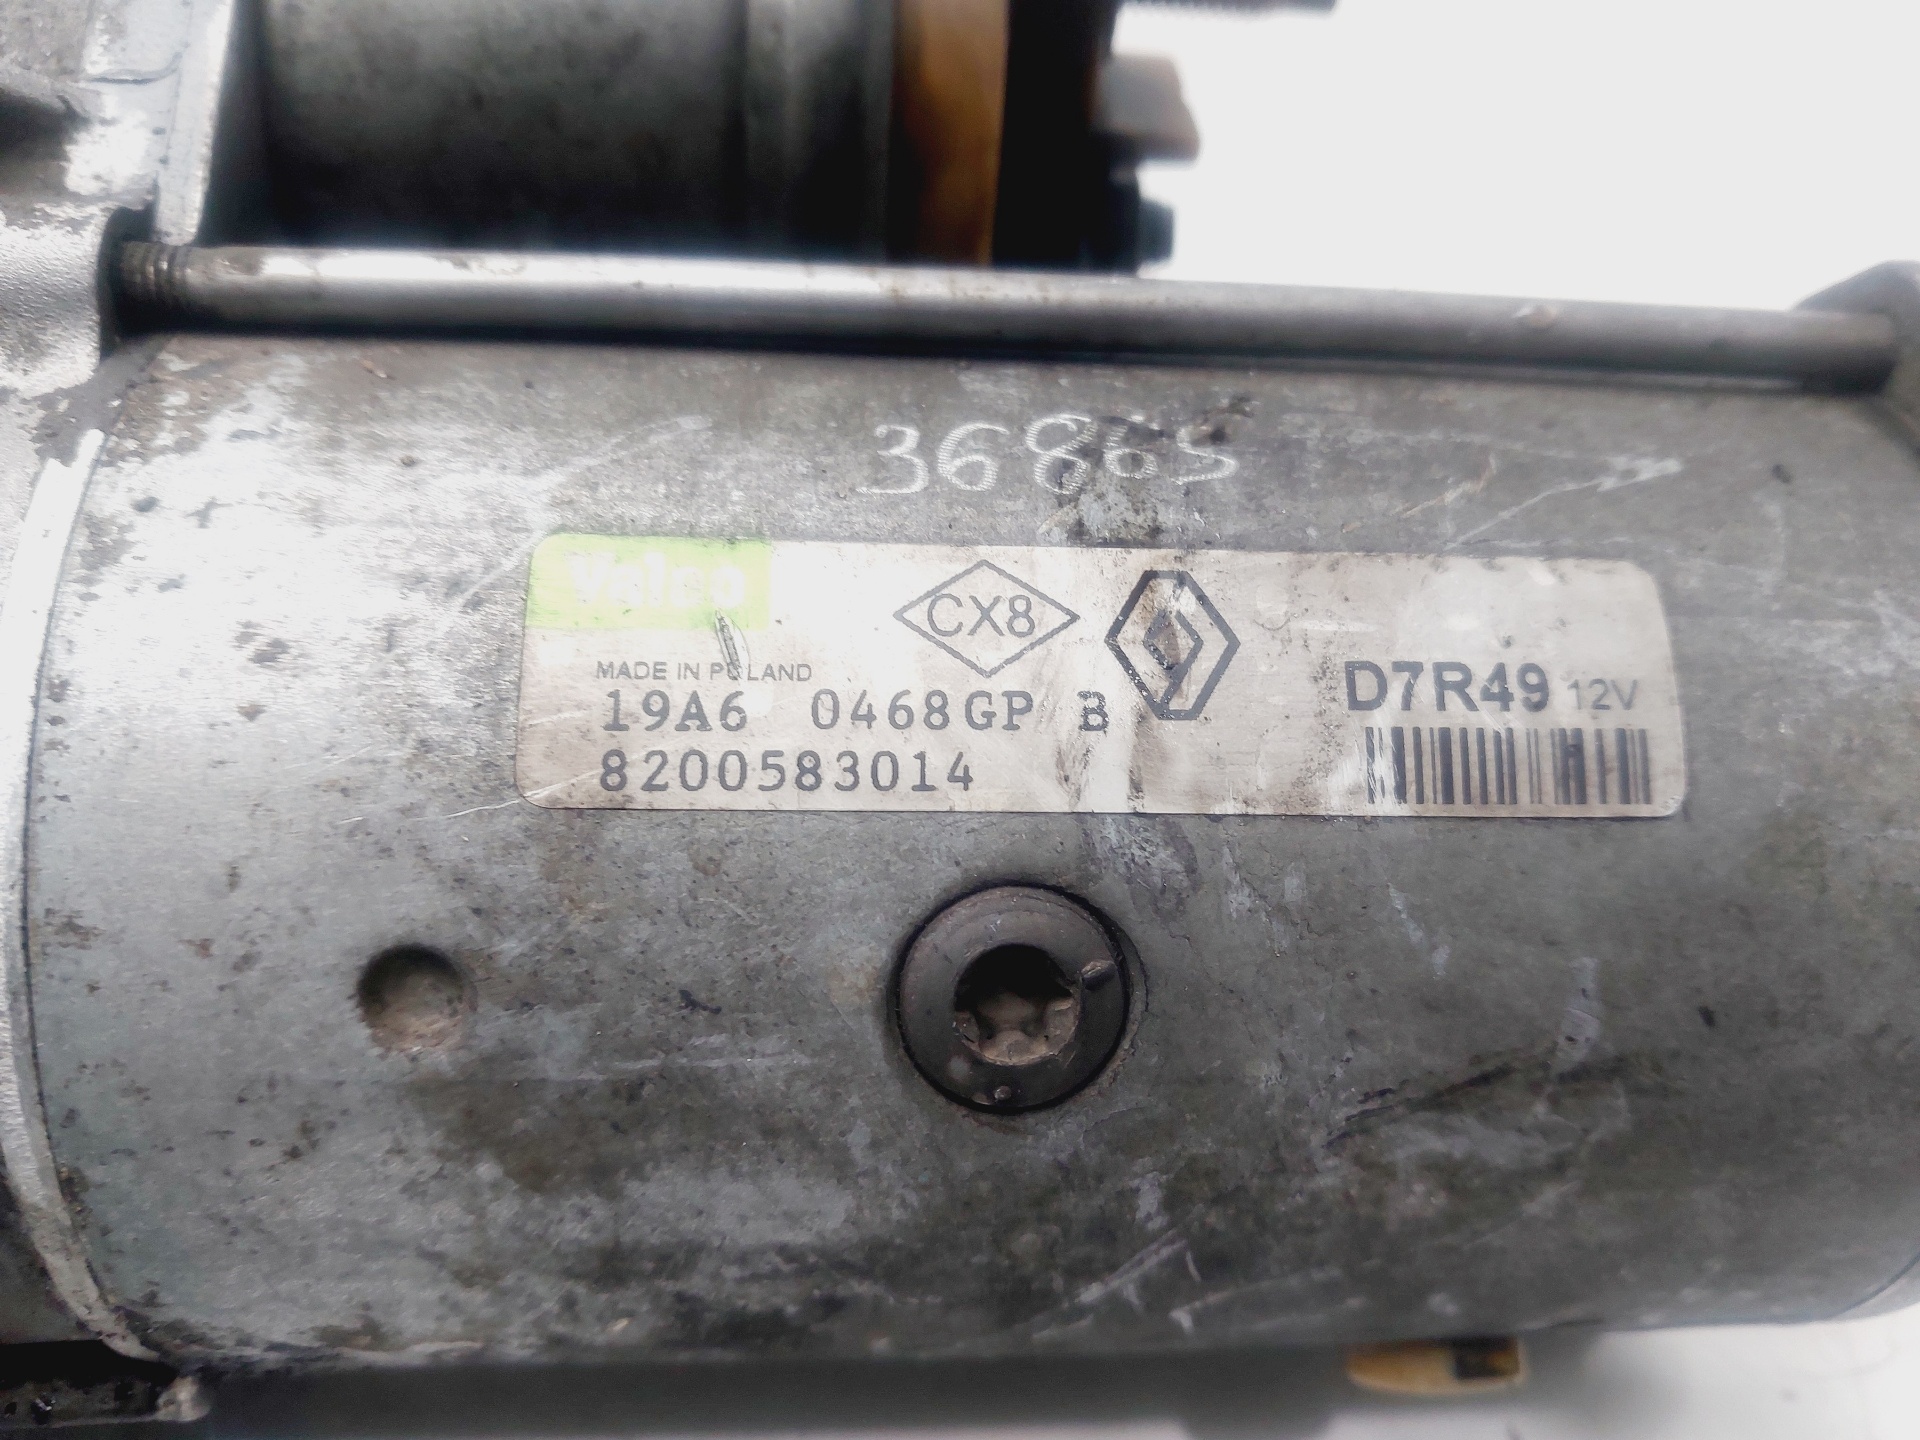 36865
Valeo
CX8
MADE IN POLAND
19A6 0468GP B
D7R49 12V
8200583014